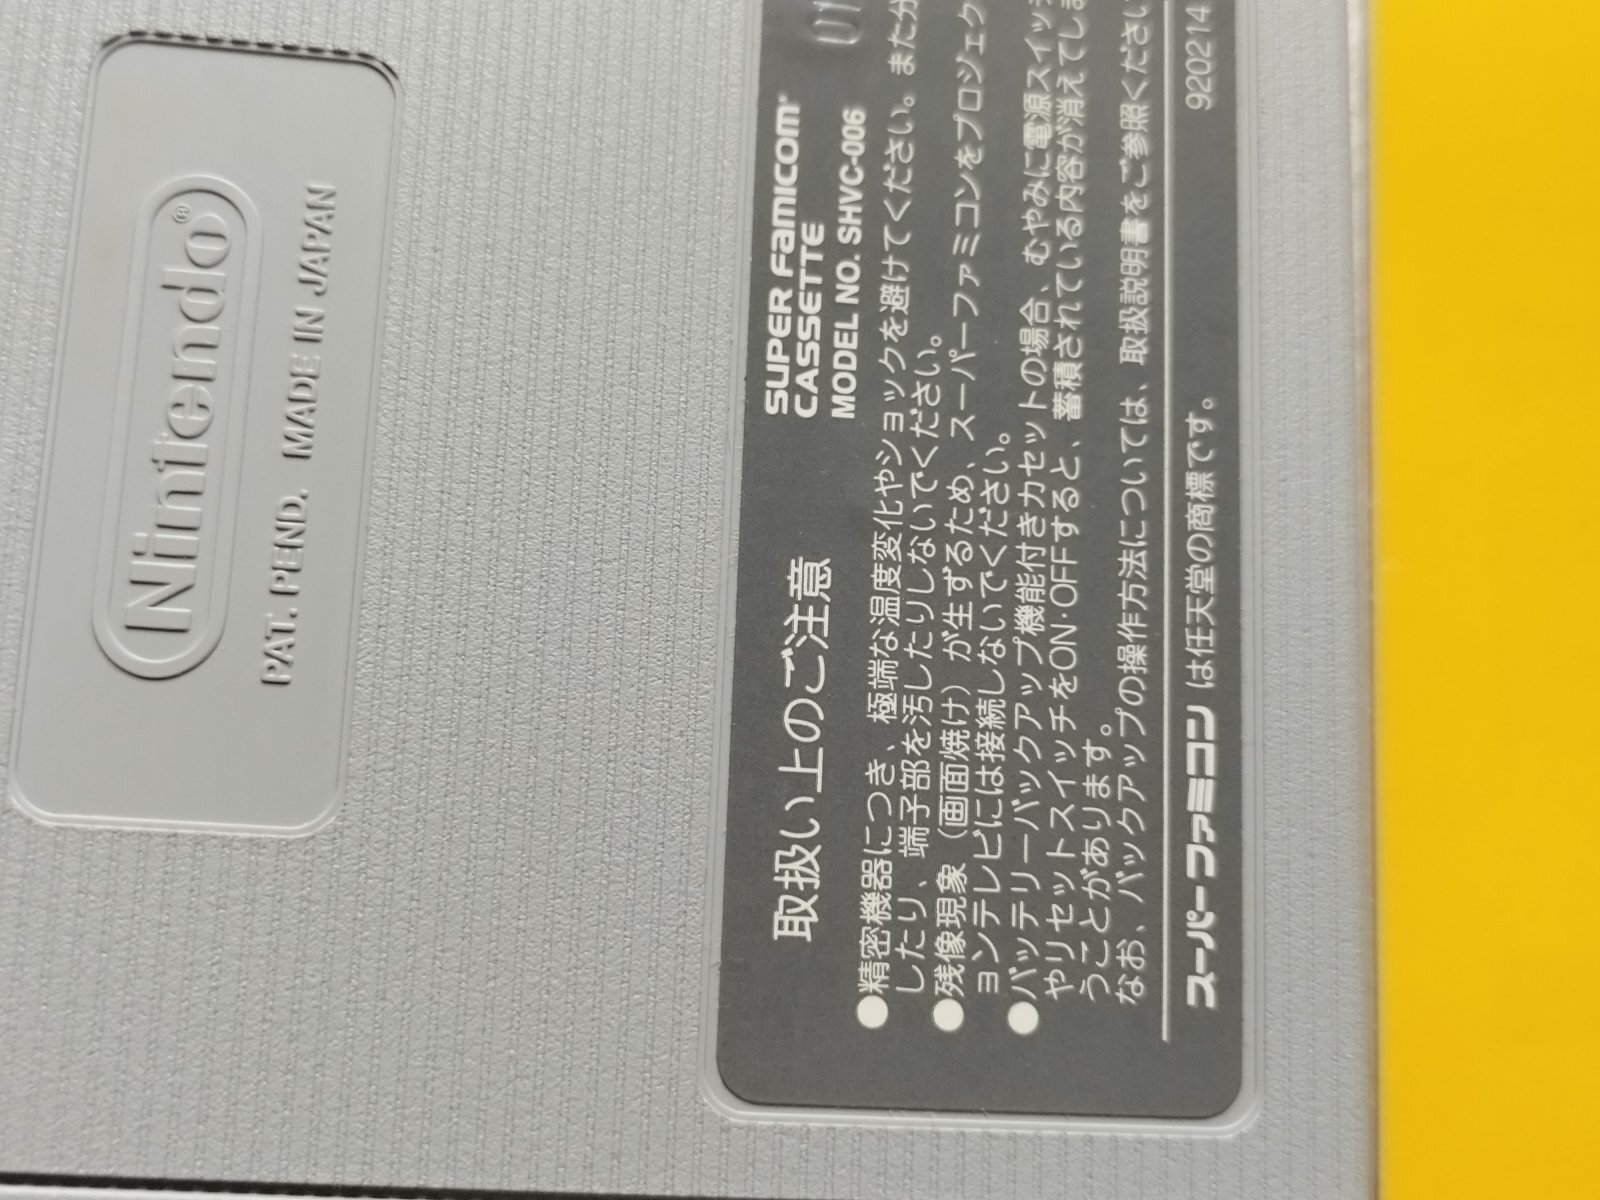 Nintendo®
PAT. PEND. MADE IN JAPAN
取扱い上のご注意
SUPER FAMICOM
CASSETTE
MODEL NO. SHVC-006
01
●精密機器につき、極端な温度変化やショックを避けてください。また分
したり、端子部を汚したりしないでください。
●残像現象（画面焼け）が生ずるため、スーパーファミコンをプロジェク
ョンテレビには接続しないでください。
●バッテリーバックアップ機能付きカセットの場合、むやみに電源スイッチ
やリセットスイッチをON・OFFすると、蓄積されている内容が消えてしま
うことがあります。
なお、バックアップの操作方法については、取扱説明書をご参照ください
スーパーファミコン は任天堂の商標です。
920214